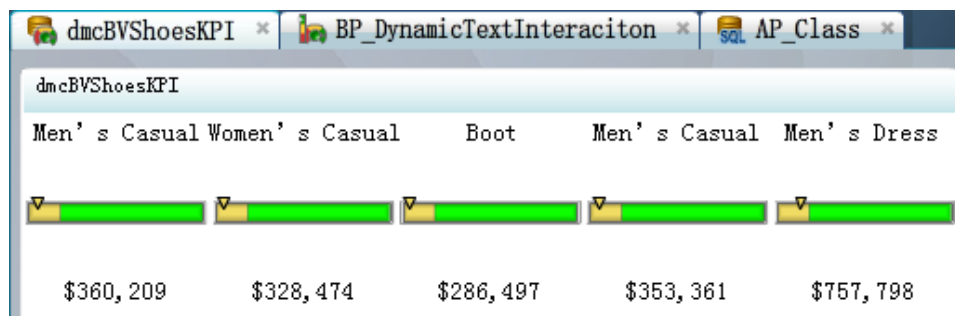 dmcBVShoesKPI BP_DynamicTextInteraciton SQL AP_Class
dmcBVShoesKPI
Men's Casual Women's Casual Boot Men's Casual Men's Dress
$360,209 $328,474 $286,497 $353,361 $757,798